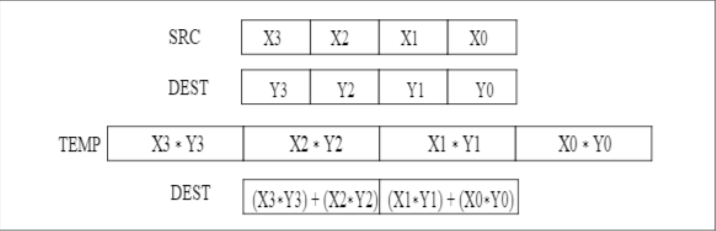 SRC X3 X2 X1 X0
DEST Y3 Y2 Y1 Y0
TEMP X3 * Y3 X2 * Y2 X1 * Y1 X0 * Y0
DEST (X3*Y3) + (X2*Y2) (X1*Y1) + (X0*Y0)